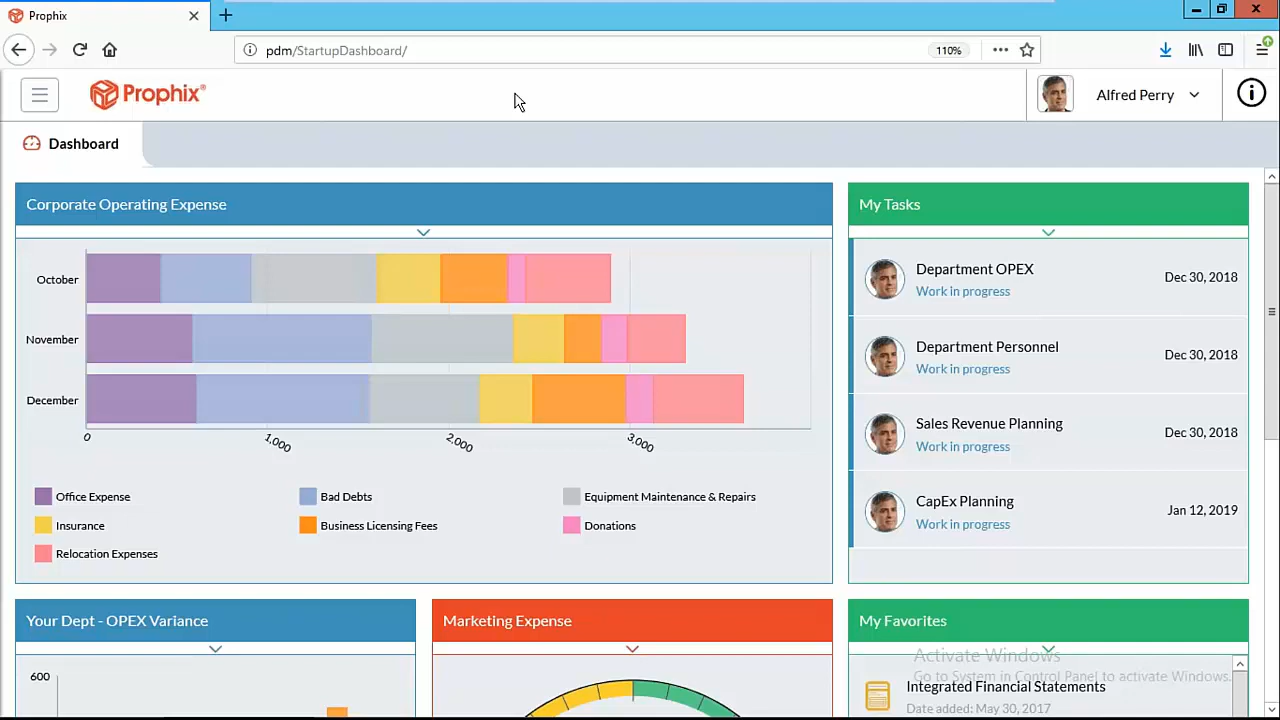 Prophix
pdm/StartupDashboard/
110%
Prophix®
Alfred Perry
Dashboard
Corporate Operating Expense
October
November
December
0
1,000
2,000
3,000
Office Expense
Bad Debts
Equipment Maintenance & Repairs
Insurance
Business Licensing Fees
Donations
Relocation Expenses
My Tasks
Department OPEX
Dec 30, 2018
Work in progress
Department Personnel
Dec 30, 2018
Work in progress
Sales Revenue Planning
Dec 30, 2018
Work in progress
CapEx Planning
Jan 12, 2019
Work in progress
Your Dept - OPEX Variance
600
Marketing Expense
My Favorites
Activate Windows
Go to System in Control Panel to activate Windows.
Integrated Financial Statements
Date added: May 30, 2017